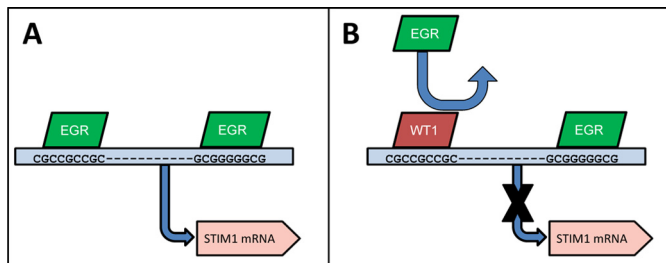 A
EGR
EGR
CGCCGCCGC-----------GCGGGGGCG
STIM1 mRNA
B
EGR
WT1
EGR
CGCCGCCGC-----------GCGGGGGCG
STIM1 mRNA